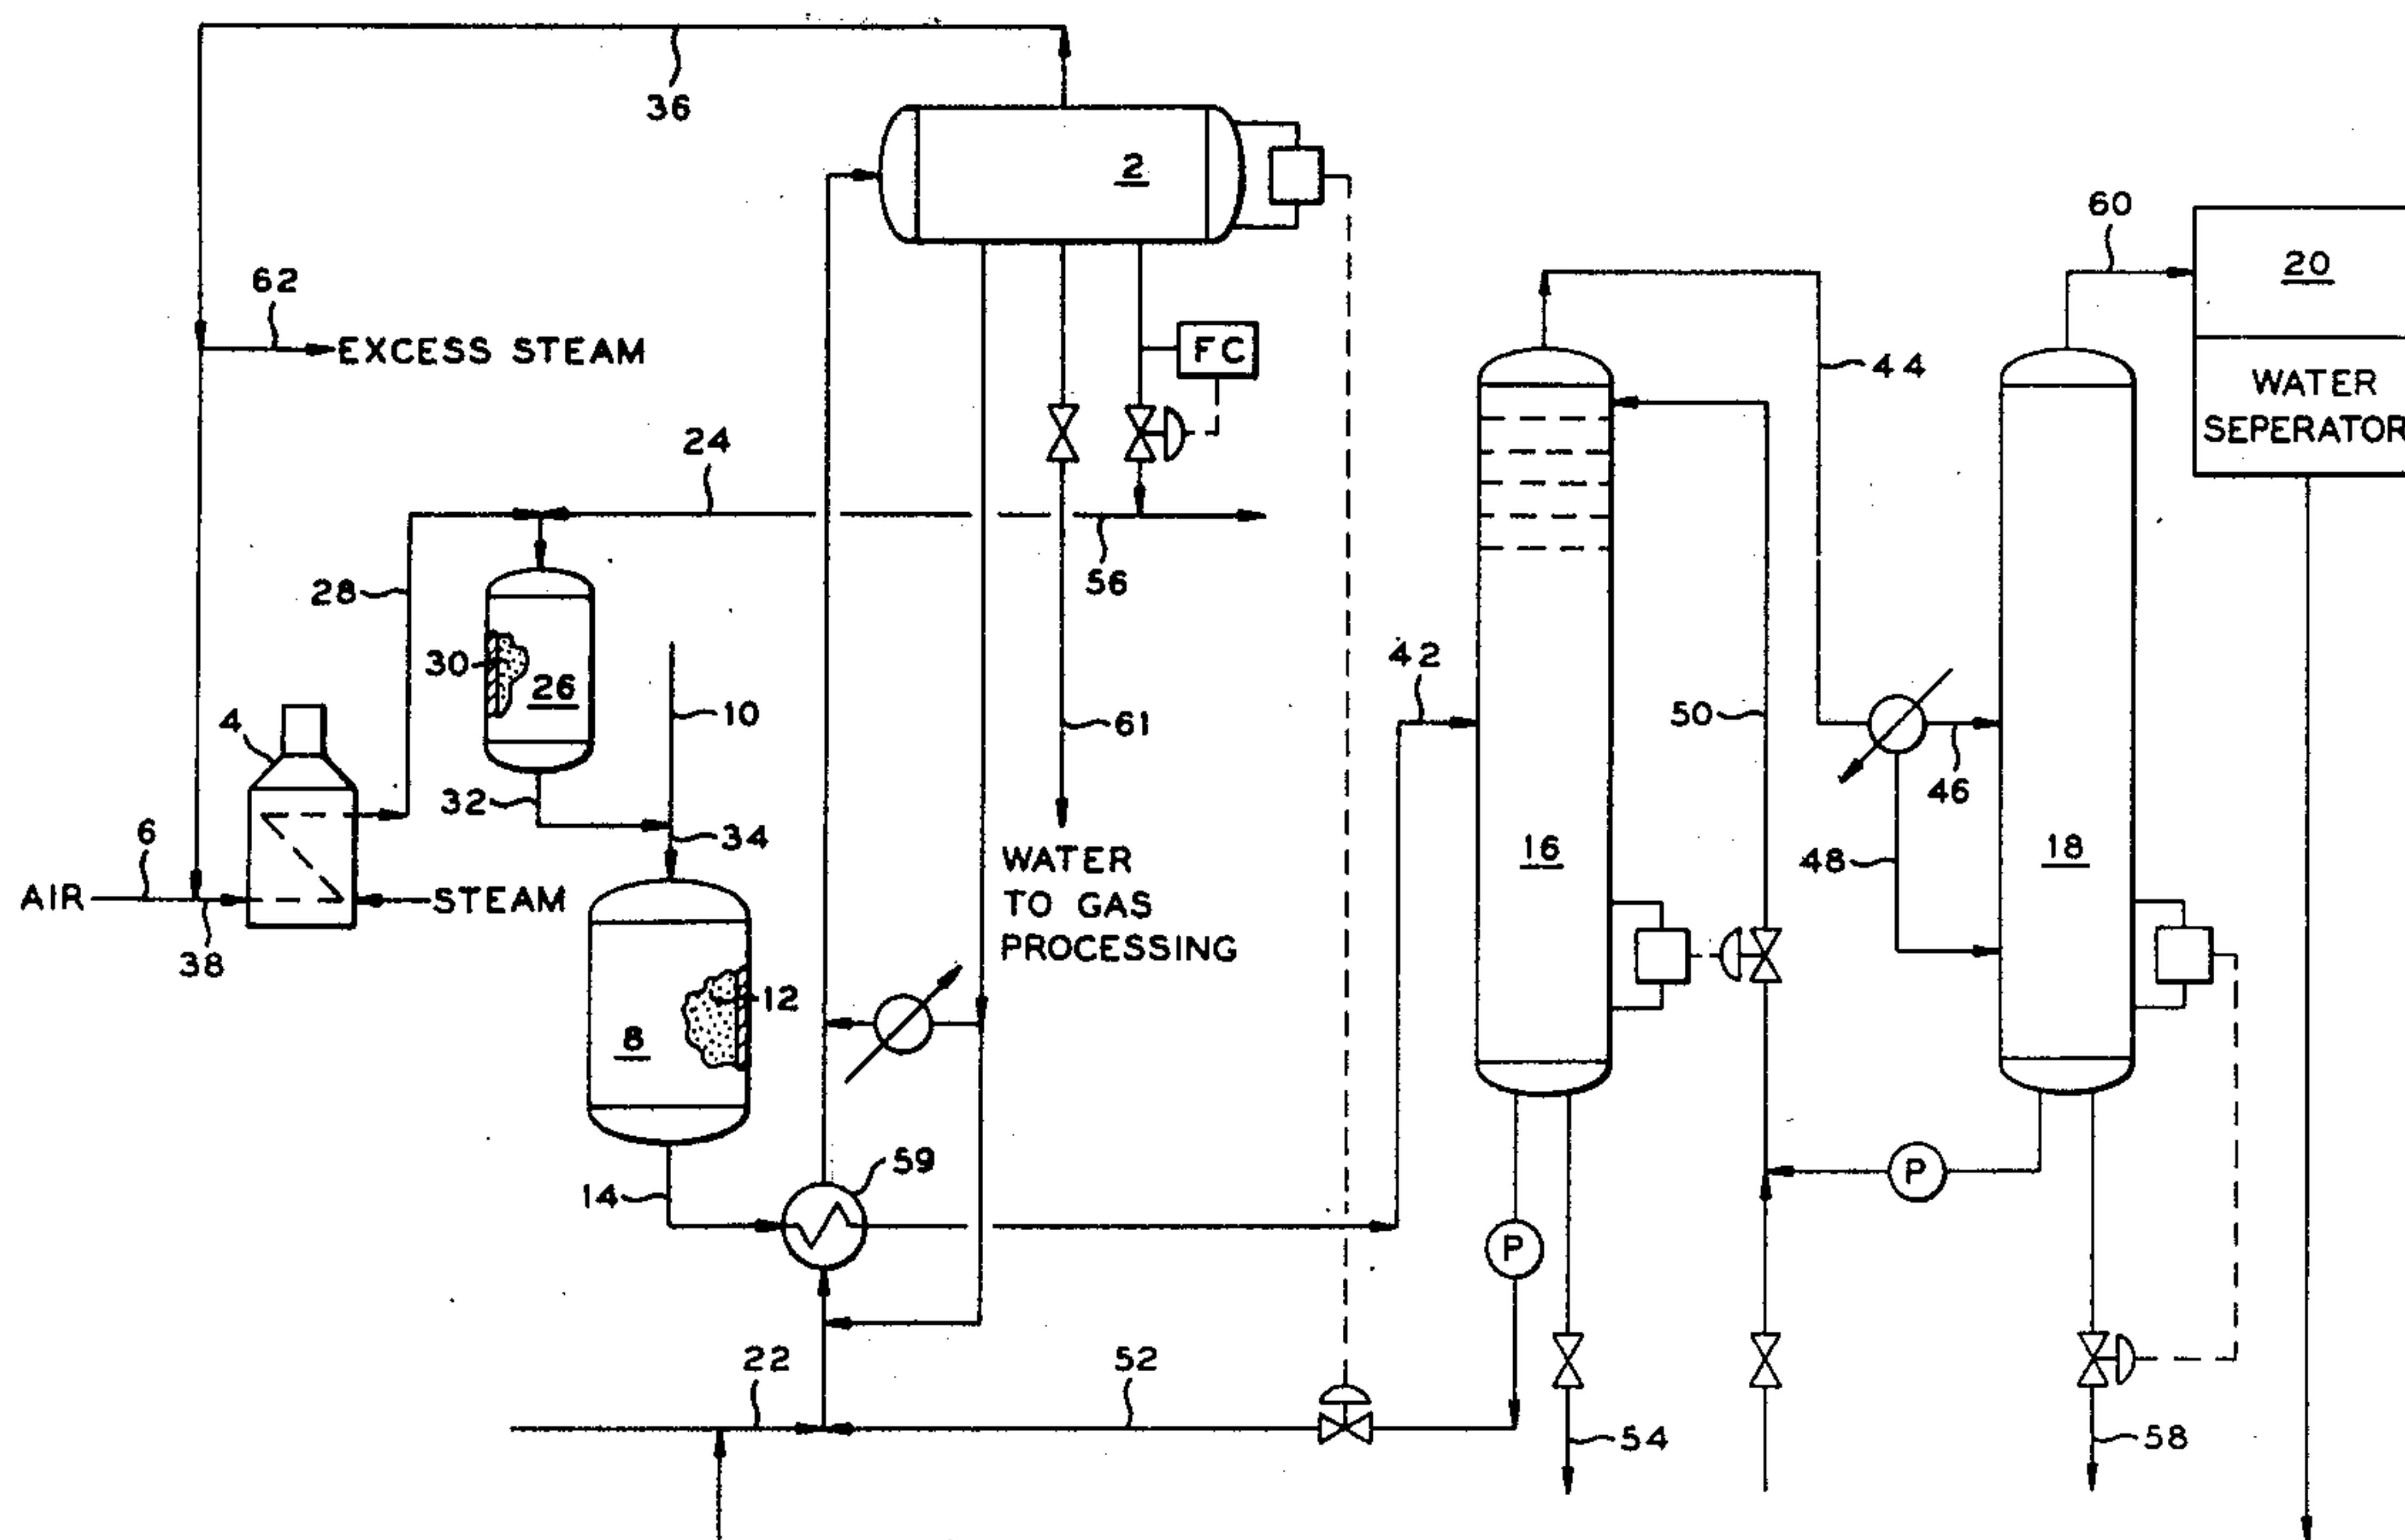 36
2
60
20
62
EXCESS STEAM
FC
44
WATER
SEPERATOR
24
28
56
30
26
42
10
61
50
4
32
46
34
16
48
18
6
WATER
TO GAS
PROCESSING
AIR
STEAM
38
12
8
59
P
14
P
22
52
54
58